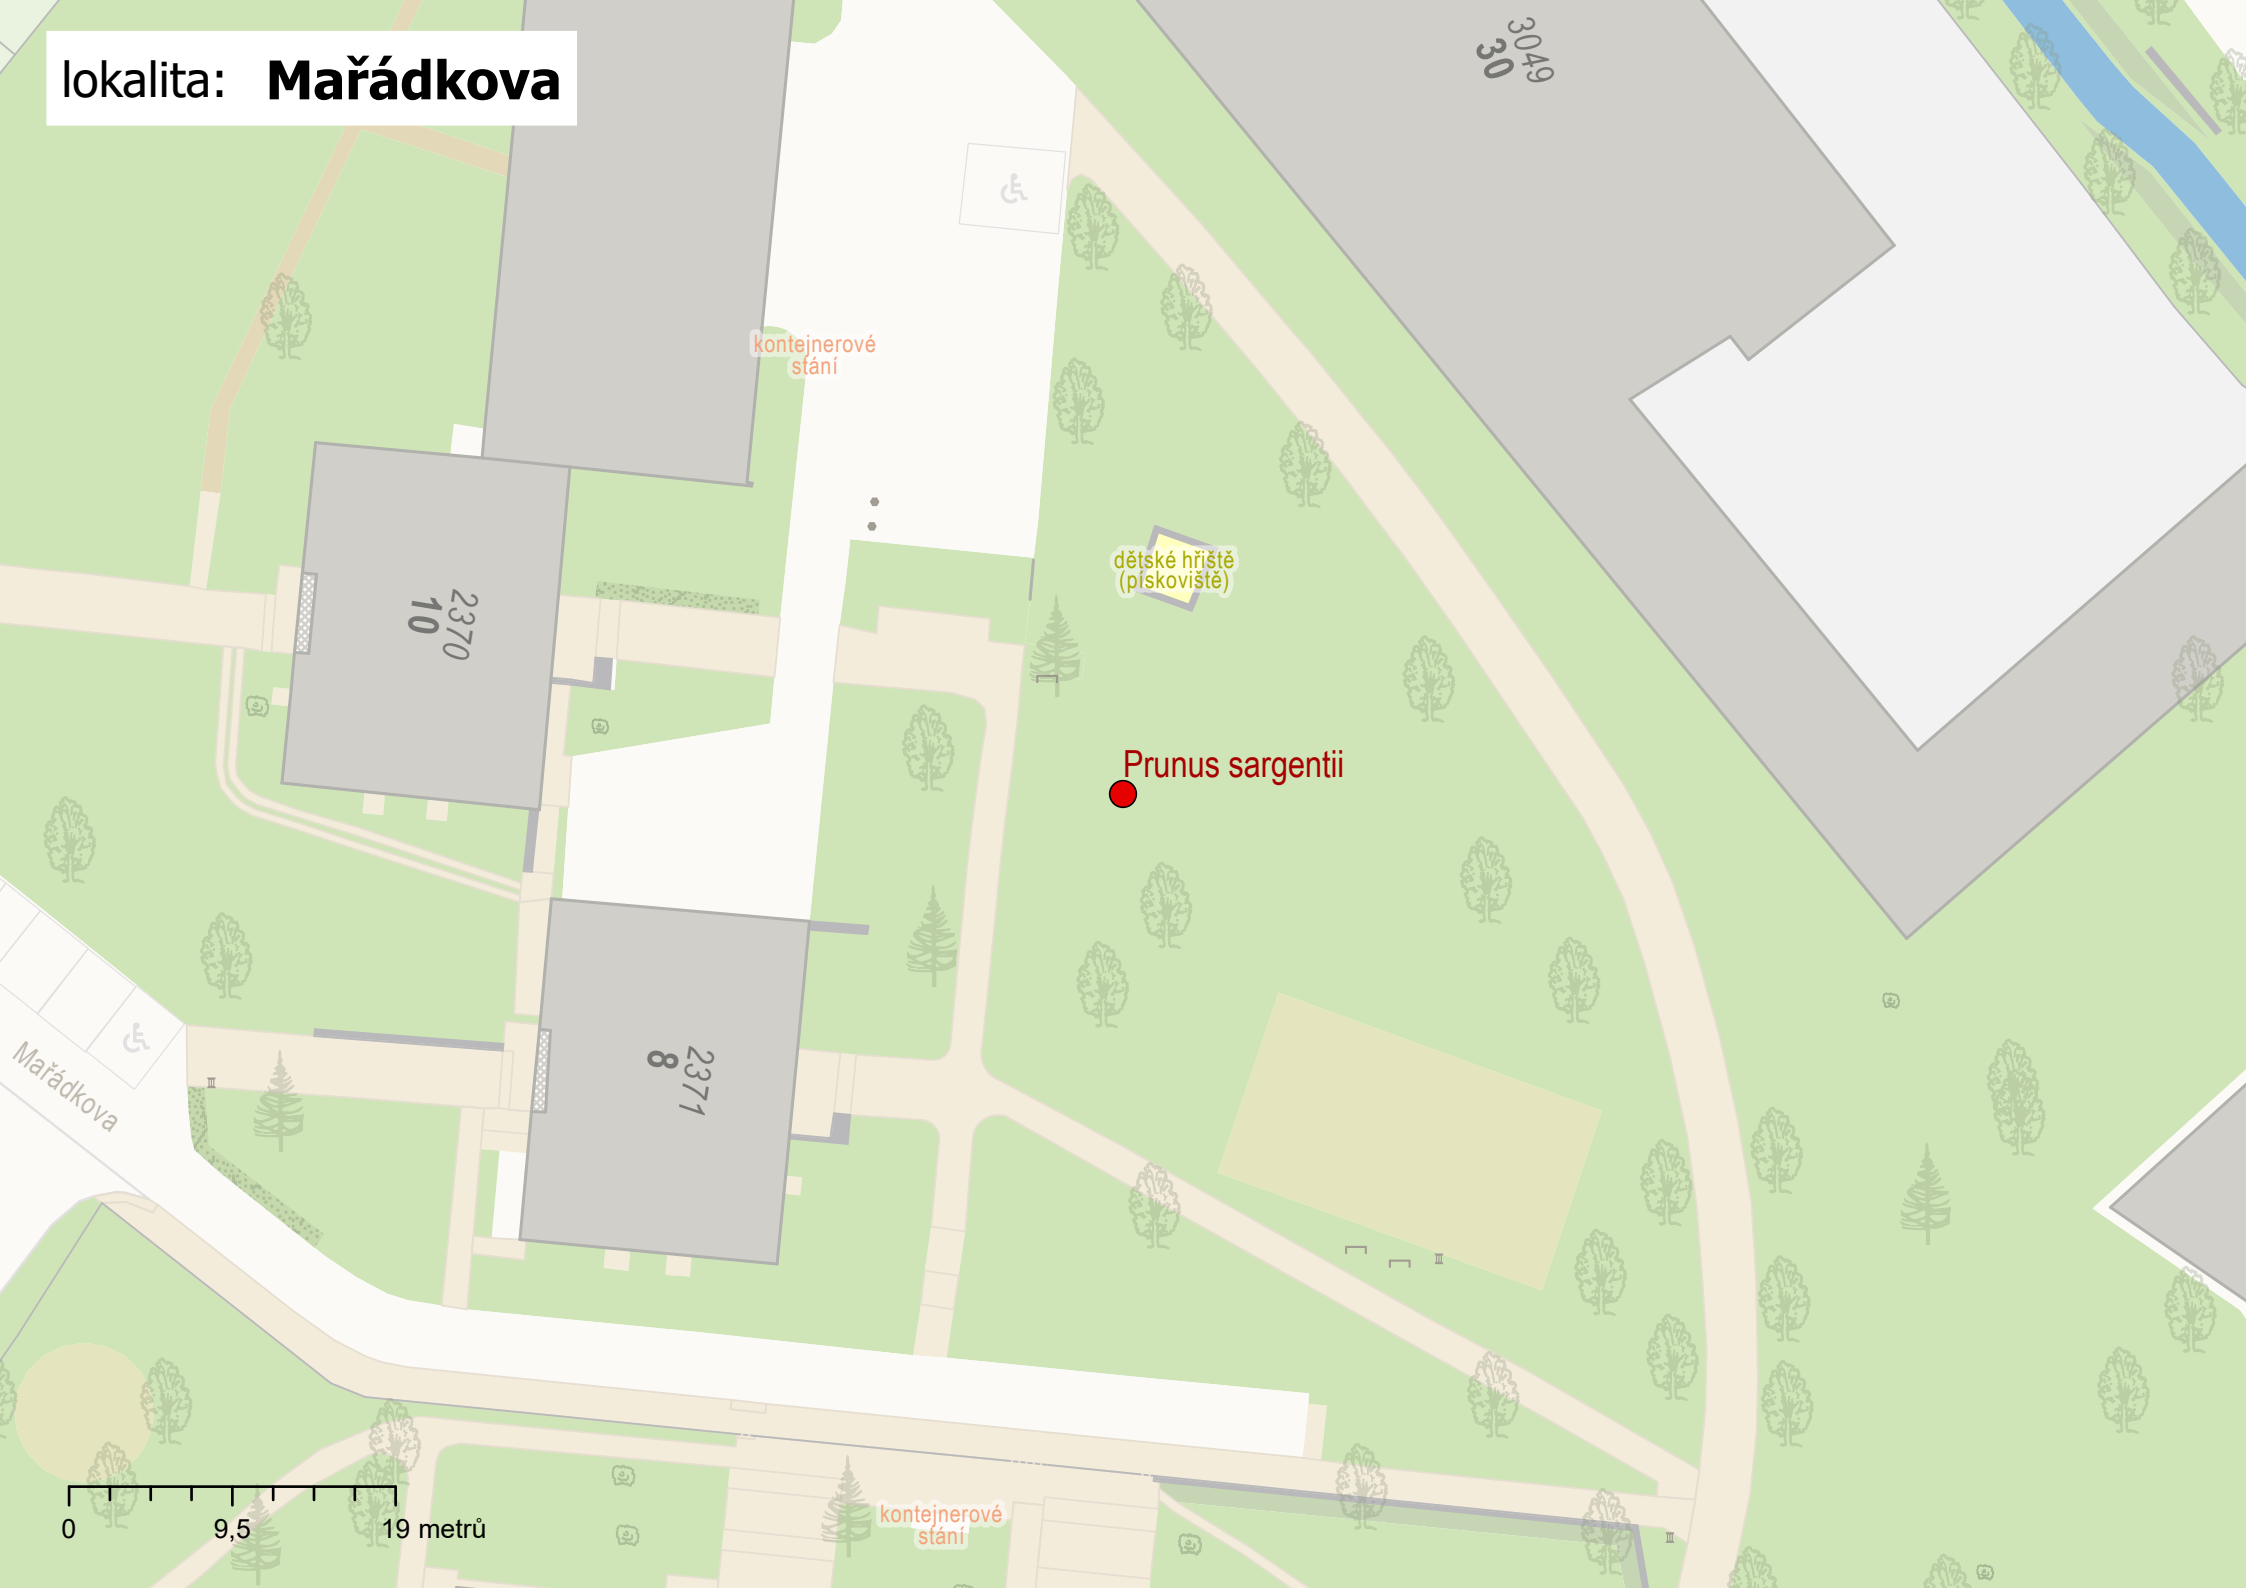 lokalita: Mařádkova
3049
30
kontejnerové
stání
dětské hřiště
(pískoviště)
2370
10
Prunus sargentii
Mařádkova
2371
8
0 9,5 19 metrů
kontejnerové
stání